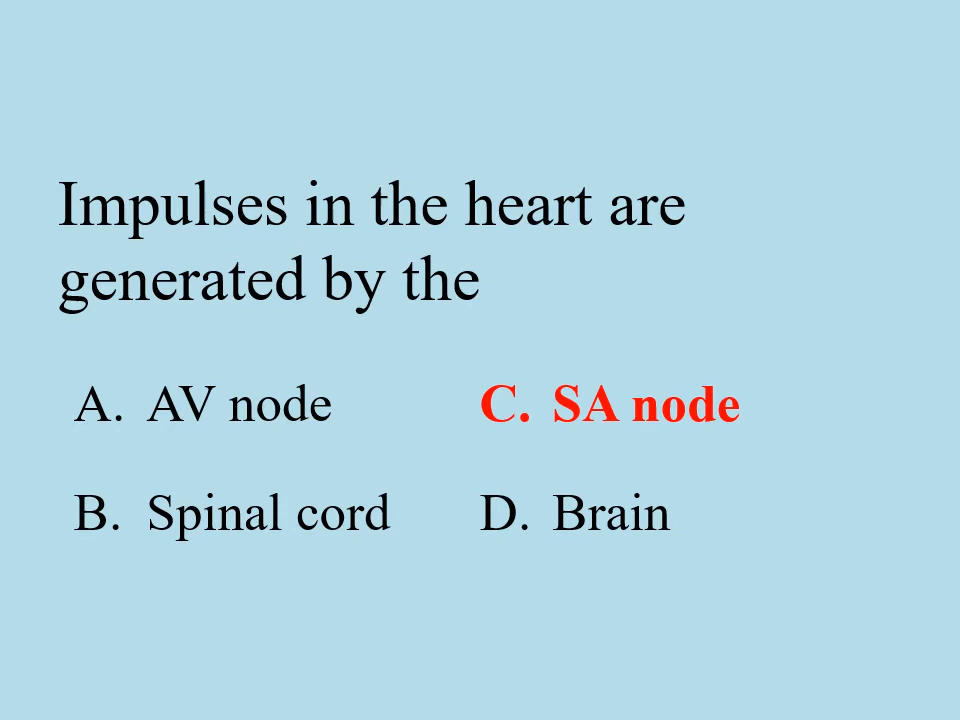 Impulses in the heart are
generated by the
A. AV node
C. SA node
B. Spinal cord
D. Brain